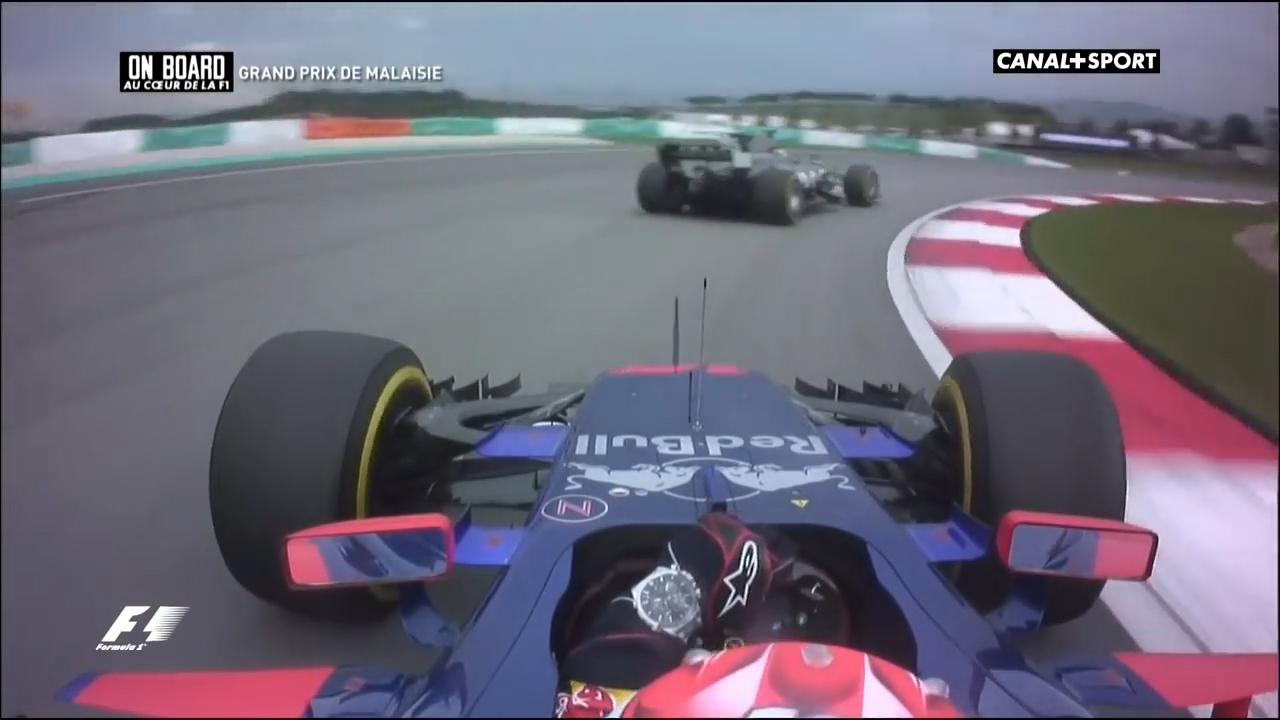 ON BOARD
AU CŒUR DE LA F1
GRAND PRIX DE MALAISIE
CANAL+SPORT
Red Bull
F1
Formula 1